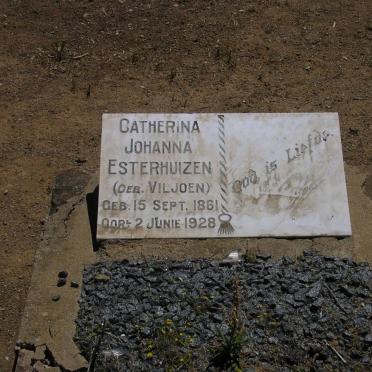 CATHERINA
JOHANNA
ESTERHUIZEN
(GEB. VILJOEN)
GEB. 15 SEPT. 1861
OORL 2 JUNIE 1928
GOD is LIEFDE.